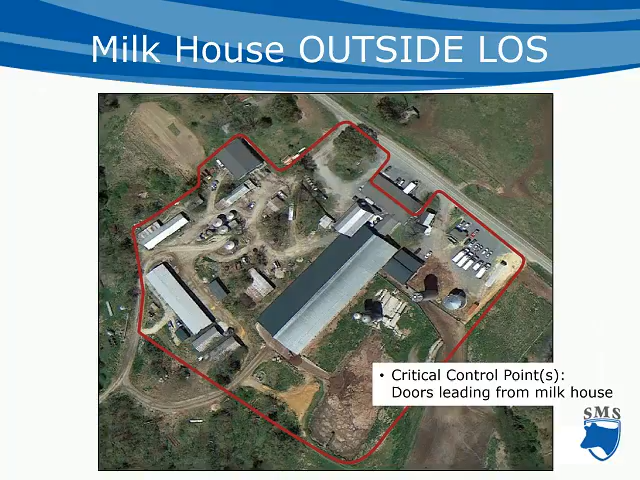 Milk House OUTSIDE LOS
• Critical Control Point(s):
Doors leading from milk house
SMS